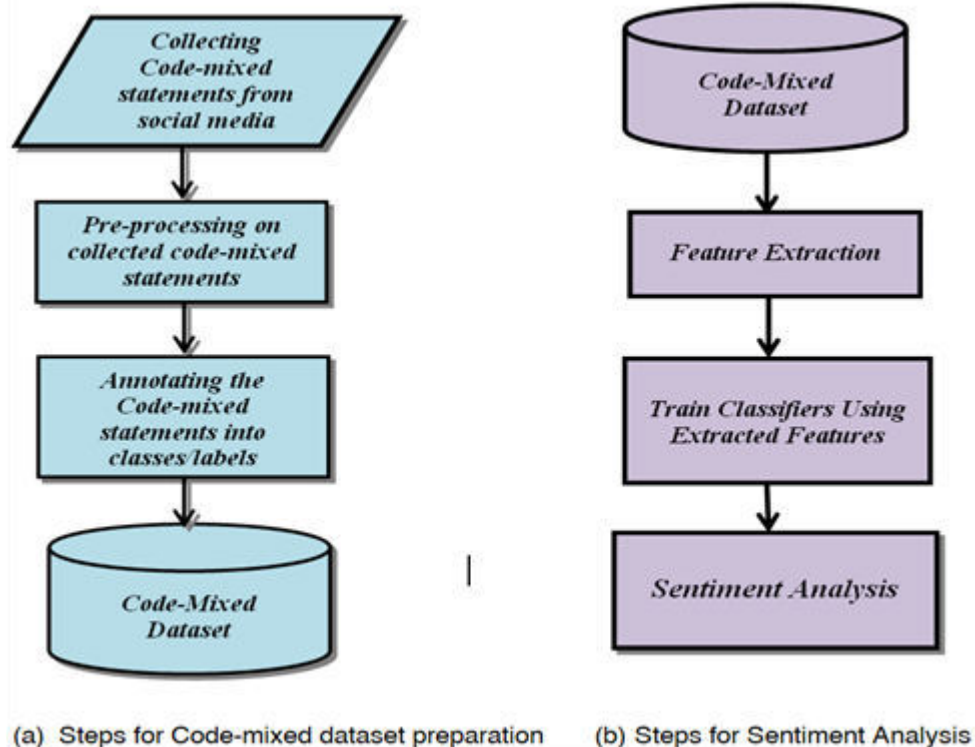 Collecting
Code-mixed
statements from
social media
Pre-processing on
collected code-mixed
statements
Annotating the
Code-mixed
statements into
classes/labels
Code-Mixed
Dataset
(a) Steps for Code-mixed dataset preparation
Code-Mixed
Dataset
Feature Extraction
Train Classifiers Using
Extracted Features
Sentiment Analysis
(b) Steps for Sentiment Analysis